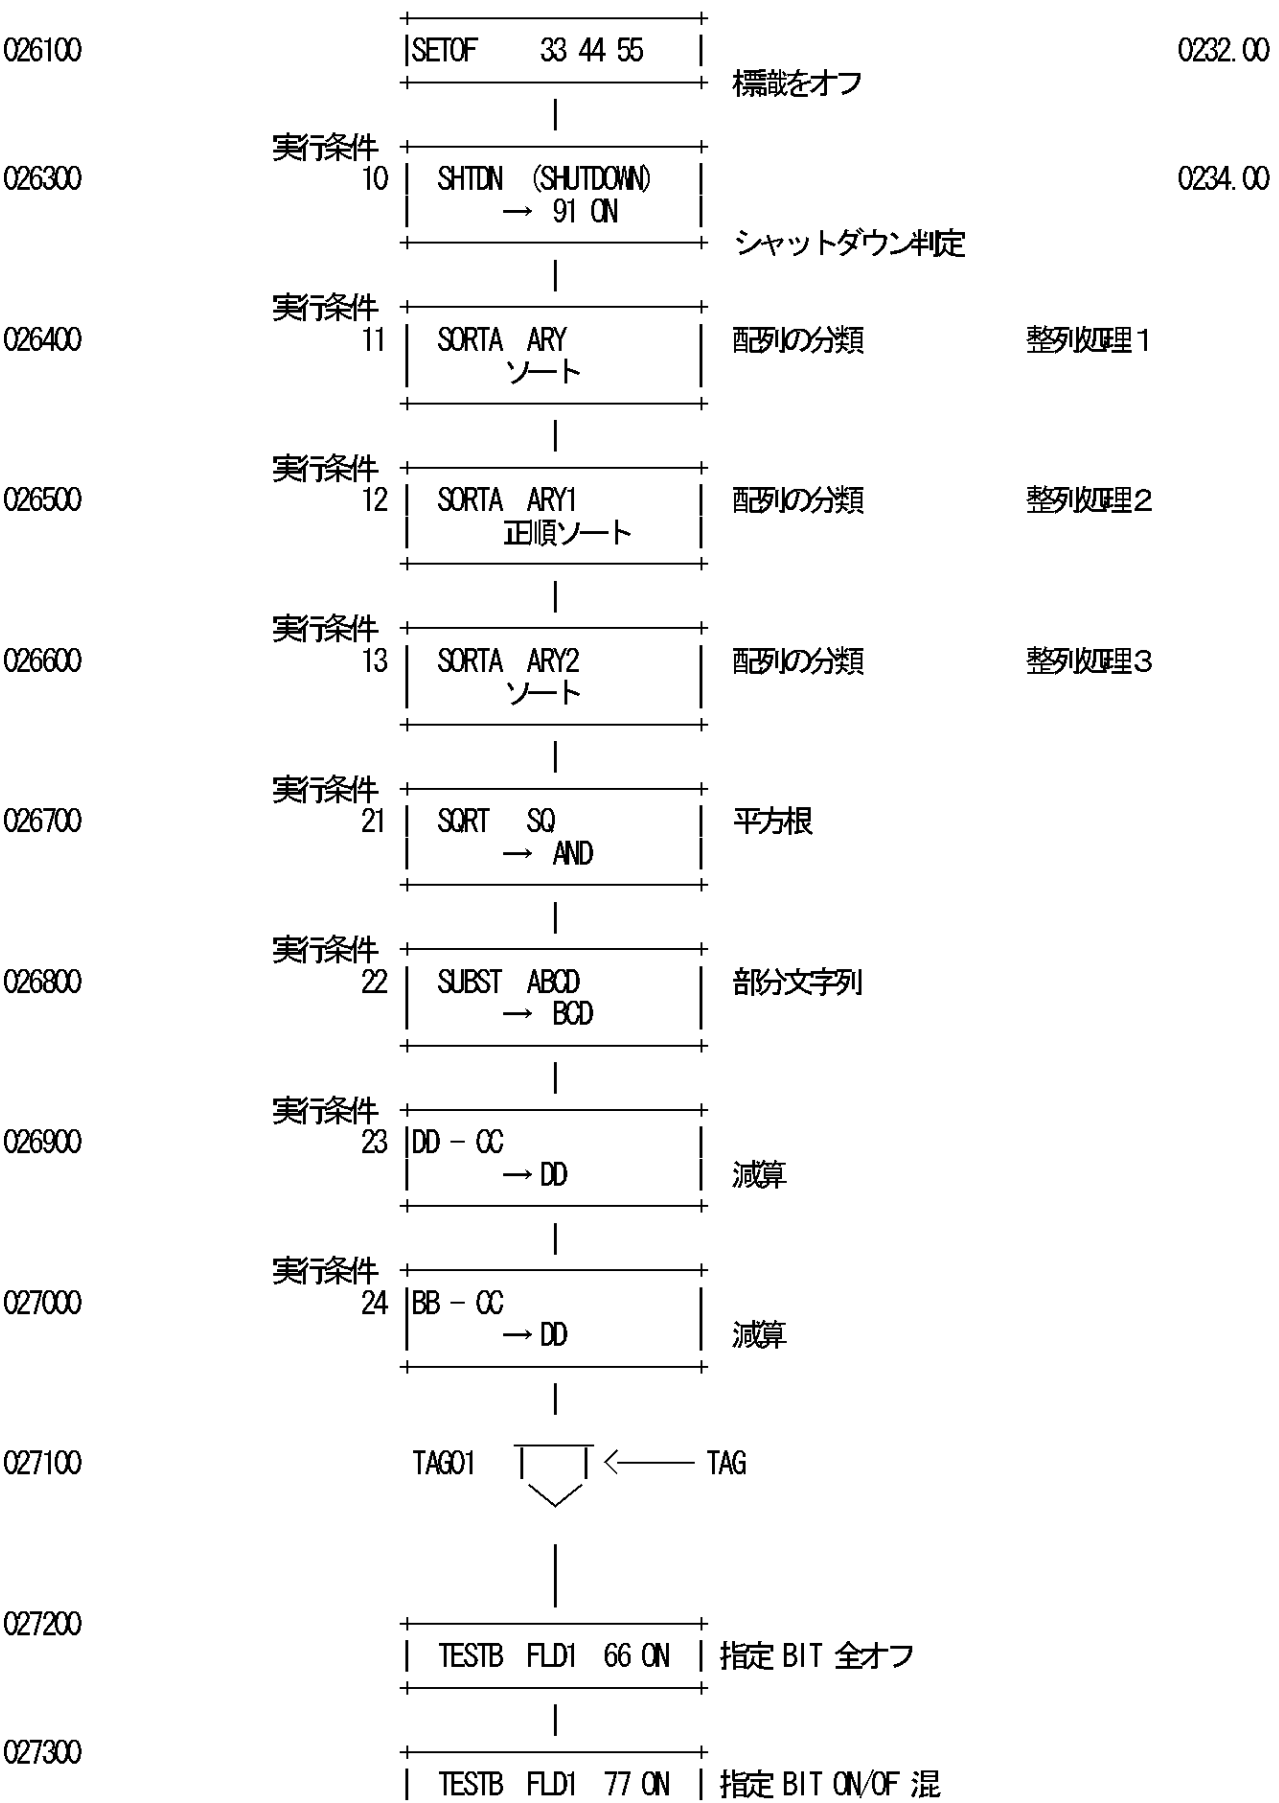 026100 SETOF 33 44 55 0232.00
標識をオフ
実行条件
026300 10 SHTDN (SHUTDOWN) 0234.00
→ 91 ON
シャットダウン判定
実行条件
026400 11 SORTA ARY 配列の分類 整列処理1
ソート
実行条件
026500 12 SORTA ARY1 配列の分類 整列処理2
正順ソート
実行条件
026600 13 SORTA ARY2 配列の分類 整列処理3
ソート
実行条件
026700 21 SQRT SQ 平方根
→ AND
実行条件
026800 22 SUBST ABCD 部分文字列
→ BCD
実行条件
026900 23 DD - CC
→ DD 減算
実行条件
027000 24 BB - CC
→ DD 減算
027100 TAG01 ← TAG
027200
TESTB FLD1 66 ON 指定 BIT 全オフ
027300
TESTB FLD1 77 ON 指定 BIT ON/OF 混